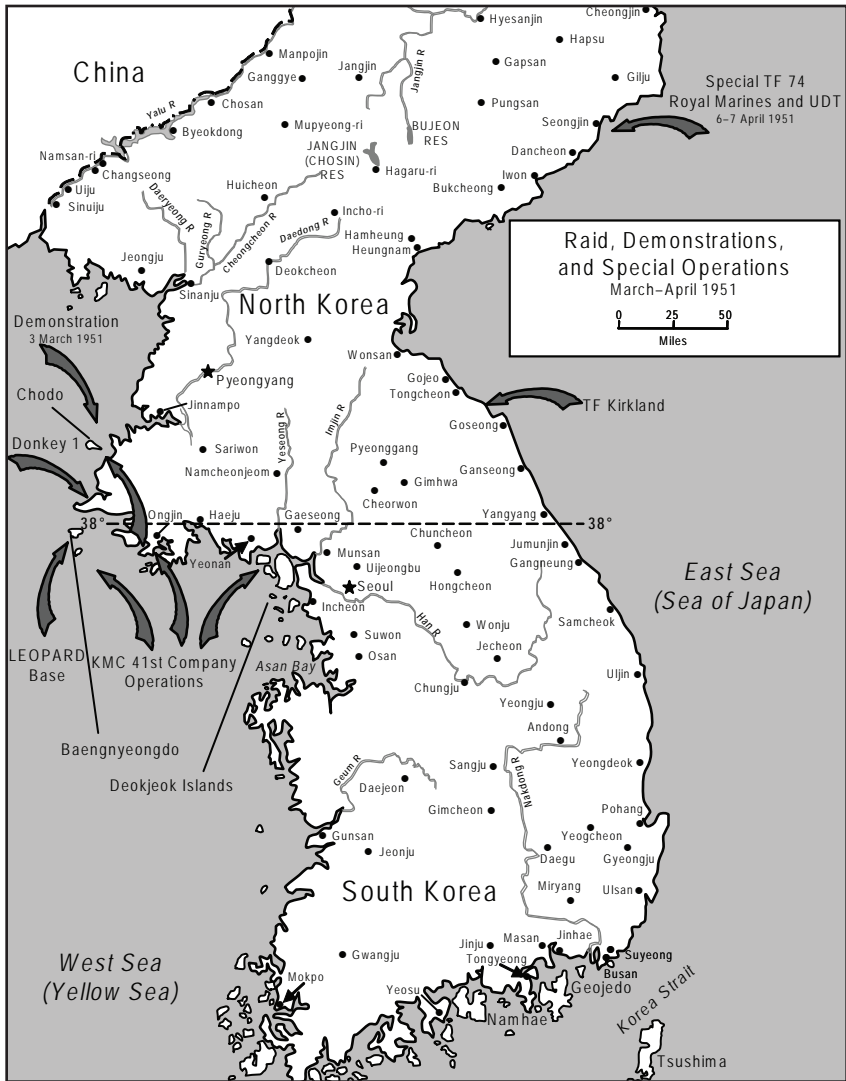 Cheongjin
Hyesanjin
Hapsu
Manpojin
China
Jangjin
Ganggye
Jangjin R
Gapsan
Gilju
Special TF 74
Royal Marines and UDT
6–7 April 1951
Chosan
Yalu R
Pungsan
Seongjin
Mupyeong-ri
Byeokdong
BUJEON
RES
JANGJIN
(CHOSIN)
RES
Dancheon
Namsan-ri
Changseong
Hagaru-ri
Iwon
Bukcheong
Uiju
Huicheon
Sinuiju
Daeryeong R
Guryeong R
Cheongcheon R
Incho-ri
Daedong R
Hamheung
Heungnam
Raid, Demonstrations,
and Special Operations
March–April 1951
0 25 50
Miles
Jeongju
Deokcheon
Sinanju
North Korea
Demonstration
3 March 1951
Yangdeok
Wonsan
Pyeongyang
Gojeo
Tongcheon
Chodo
Jinnampo
TF Kirkland
Imjin R
Yeseong R
Goseong
Donkey 1
Sariwon
Pyeonggang
Namcheonjeom
Ganseong
Gimhwa
Cheorwon
Ongjin
Haeju
Gaeseong
Yangyang
38°
38°
Chuncheon
Jumunjin
Munsan
Yeonan
Uijeongbu
Gangneung
Hongcheon
Seoul
East Sea
(Sea of Japan)
Incheon
Samcheok
Han R
Wonju
Suwon
Jecheon
LEOPARD
Base
KMC 41st Company
Operations
Osan
Asan Bay
Uljin
Chungju
Yeongju
Andong
Baengnyeongdo
Geum R
Sangju
Nakdong R
Yeongdeok
Deokjeok Islands
Daejeon
Gimcheon
Pohang
Yeogcheon
Gunsan
Jeonju
Daegu
Gyeongju
South Korea
Miryang
Ulsan
Jinju
Masan
Jinhae
West Sea
(Yellow Sea)
Gwangju
Tongyeong
Suyeong
Busan
Mokpo
Yeosu
Geojedo
Namhae
Korea Strait
Tsushima